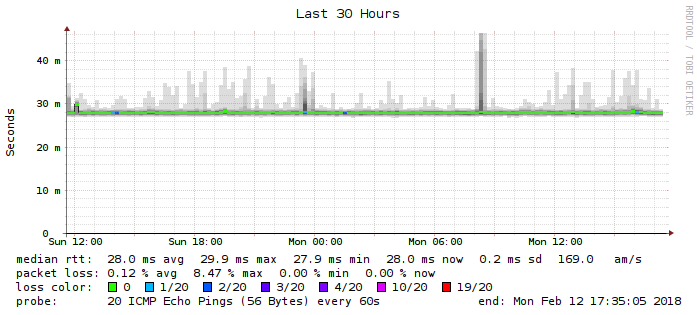 Last 30 Hours
RRDTOOL / TOBI OETIKER
Seconds
40 m
30 m
20 m
10 m
0
Sun 12:00 Sun 18:00 Mon 00:00 Mon 06:00 Mon 12:00
median rtt: 28.0 ms avg 29.9 ms max 27.9 ms min 28.0 ms now 0.2 ms sd 169.0 am/s
packet loss: 0.12 % avg 8.47 % max 0.00 % min 0.00 % now
loss color: 0 1/20 2/20 3/20 4/20 10/20 19/20
probe: 20 ICMP Echo Pings (56 Bytes) every 60s end: Mon Feb 12 17:35:05 2018